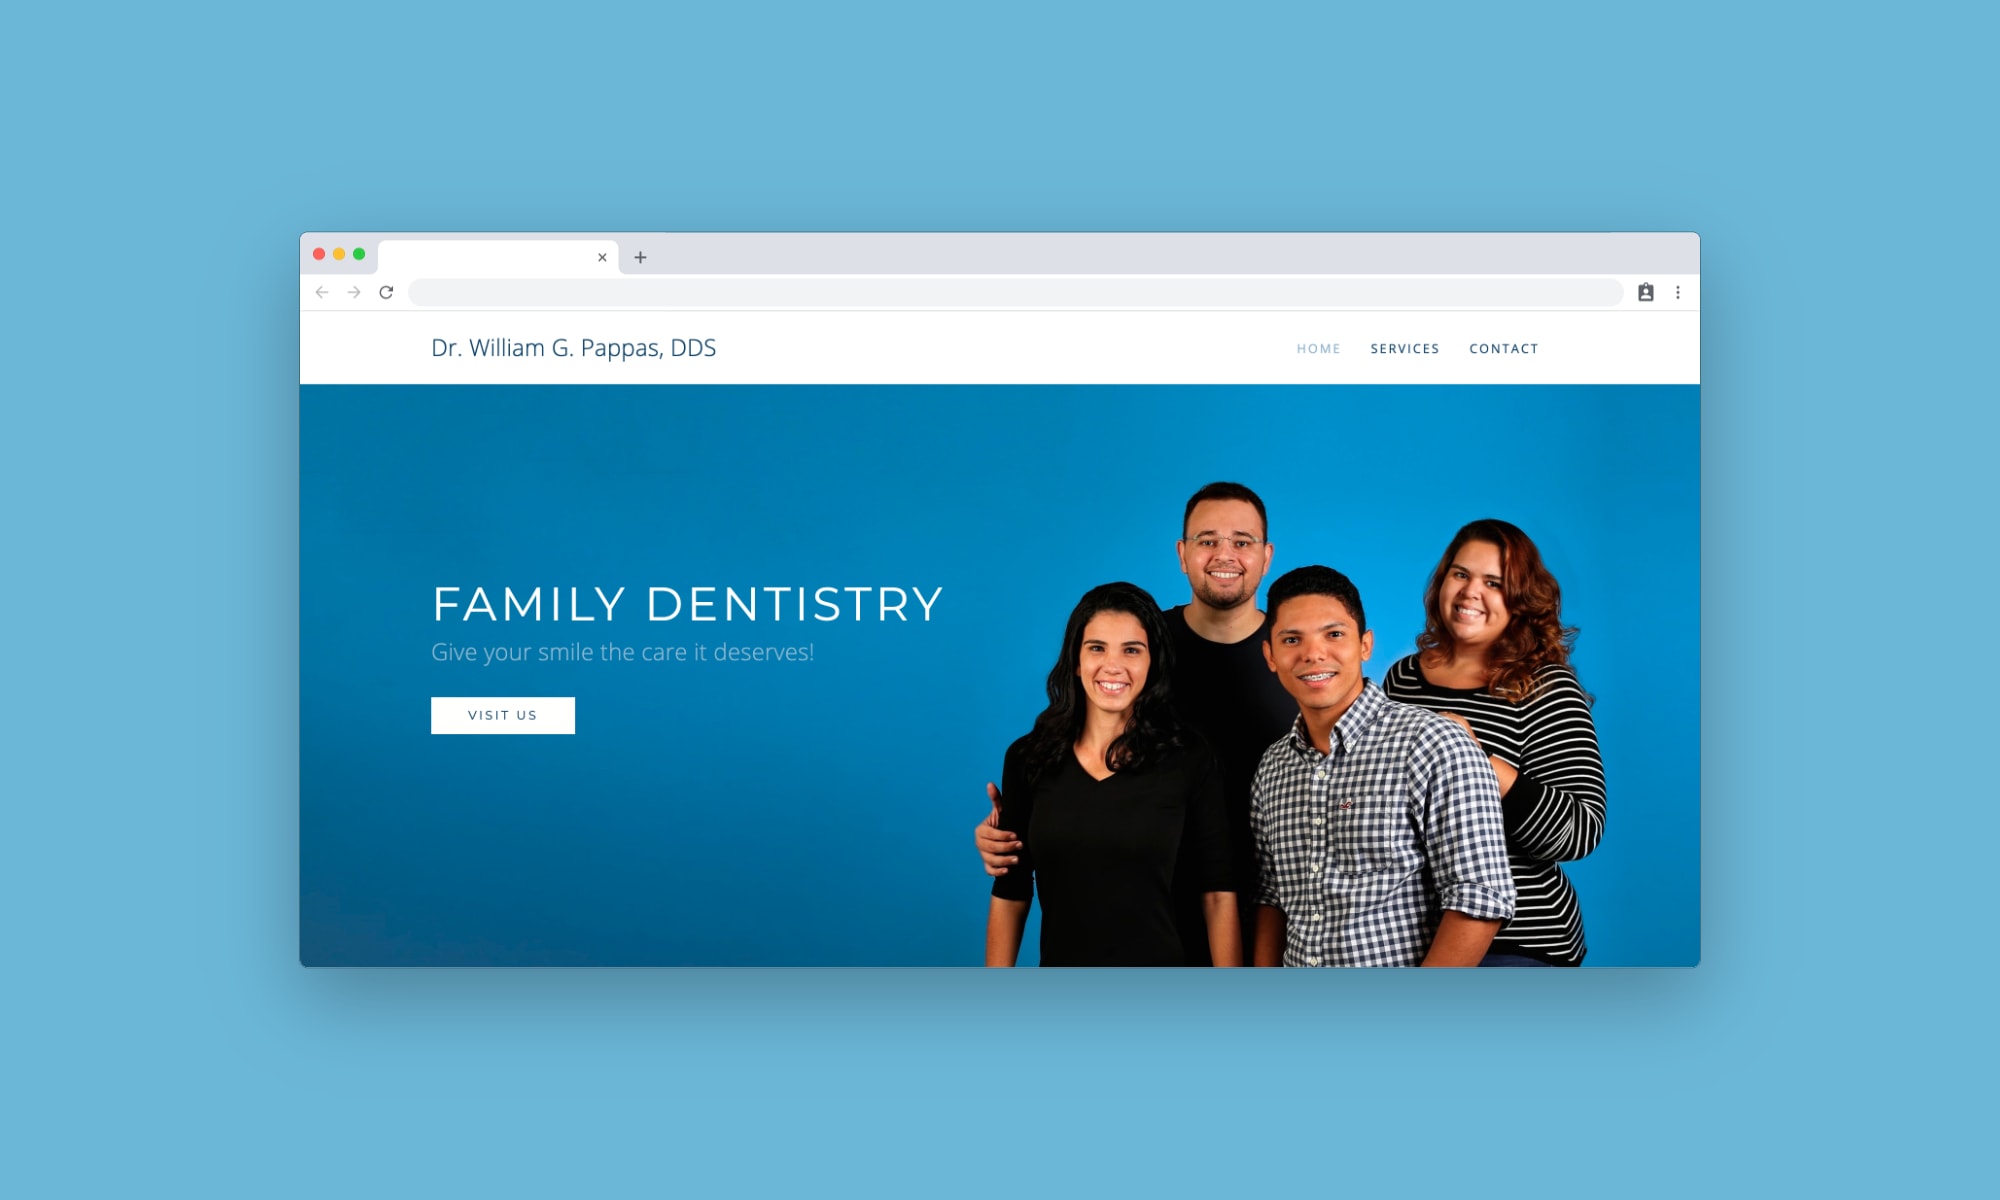 Dr. William G. Pappas, DDS
HOME SERVICES CONTACT
FAMILY DENTISTRY
Give your smile the care it deserves!
VISIT US